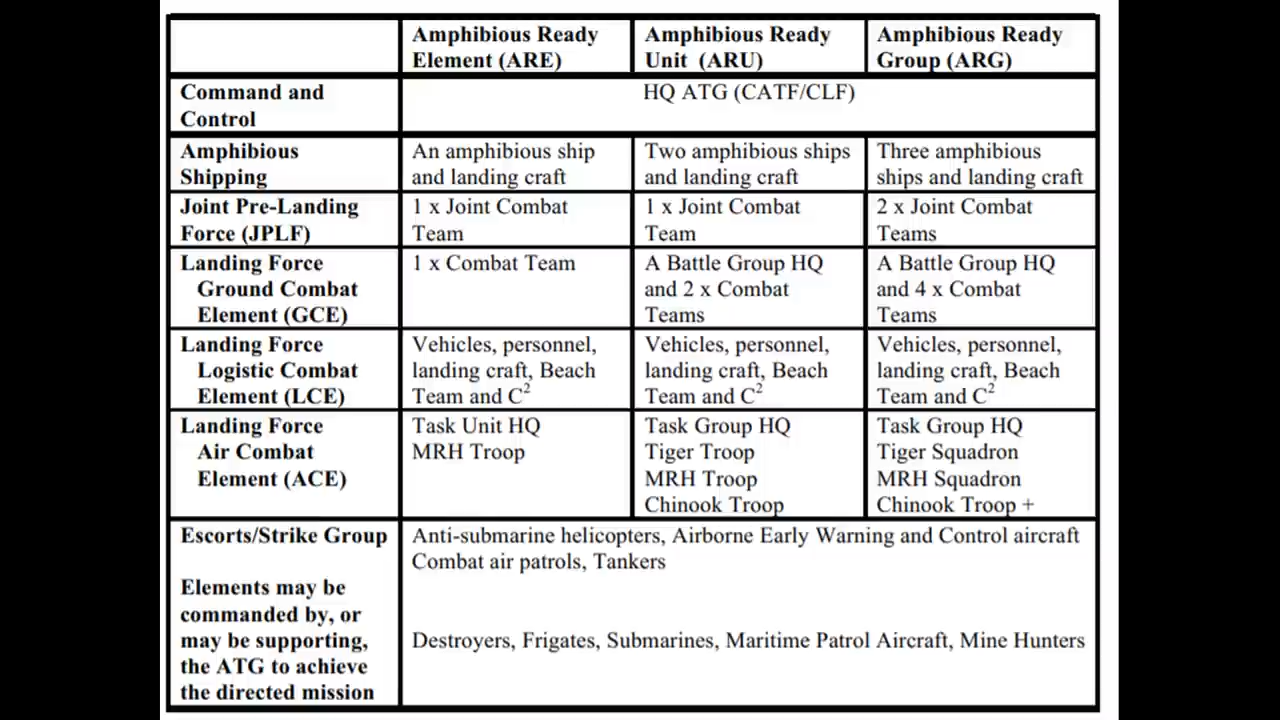 Amphibious Ready Element (ARE)
Amphibious Ready Unit (ARU)
Amphibious Ready Group (ARG)
Command and Control
HQ ATG (CATF/CLF)
Amphibious Shipping
An amphibious ship and landing craft
Two amphibious ships and landing craft
Three amphibious ships and landing craft
Joint Pre-Landing Force (JPLF)
1 x Joint Combat Team
1 x Joint Combat Team
2 x Joint Combat Teams
Landing Force Ground Combat Element (GCE)
1 x Combat Team
A Battle Group HQ and 2 x Combat Teams
A Battle Group HQ and 4 x Combat Teams
Landing Force Logistic Combat Element (LCE)
Vehicles, personnel, landing craft, Beach Team and C²
Vehicles, personnel, landing craft, Beach Team and C²
Vehicles, personnel, landing craft, Beach Team and C²
Landing Force Air Combat Element (ACE)
Task Unit HQ
MRH Troop
Task Group HQ
Tiger Troop
MRH Troop
Chinook Troop
Task Group HQ
Tiger Squadron
MRH Squadron
Chinook Troop +
Escorts/Strike Group
Elements may be commanded by, or may be supporting, the ATG to achieve the directed mission
Anti-submarine helicopters, Airborne Early Warning and Control aircraft
Combat air patrols, Tankers
Destroyers, Frigates, Submarines, Maritime Patrol Aircraft, Mine Hunters